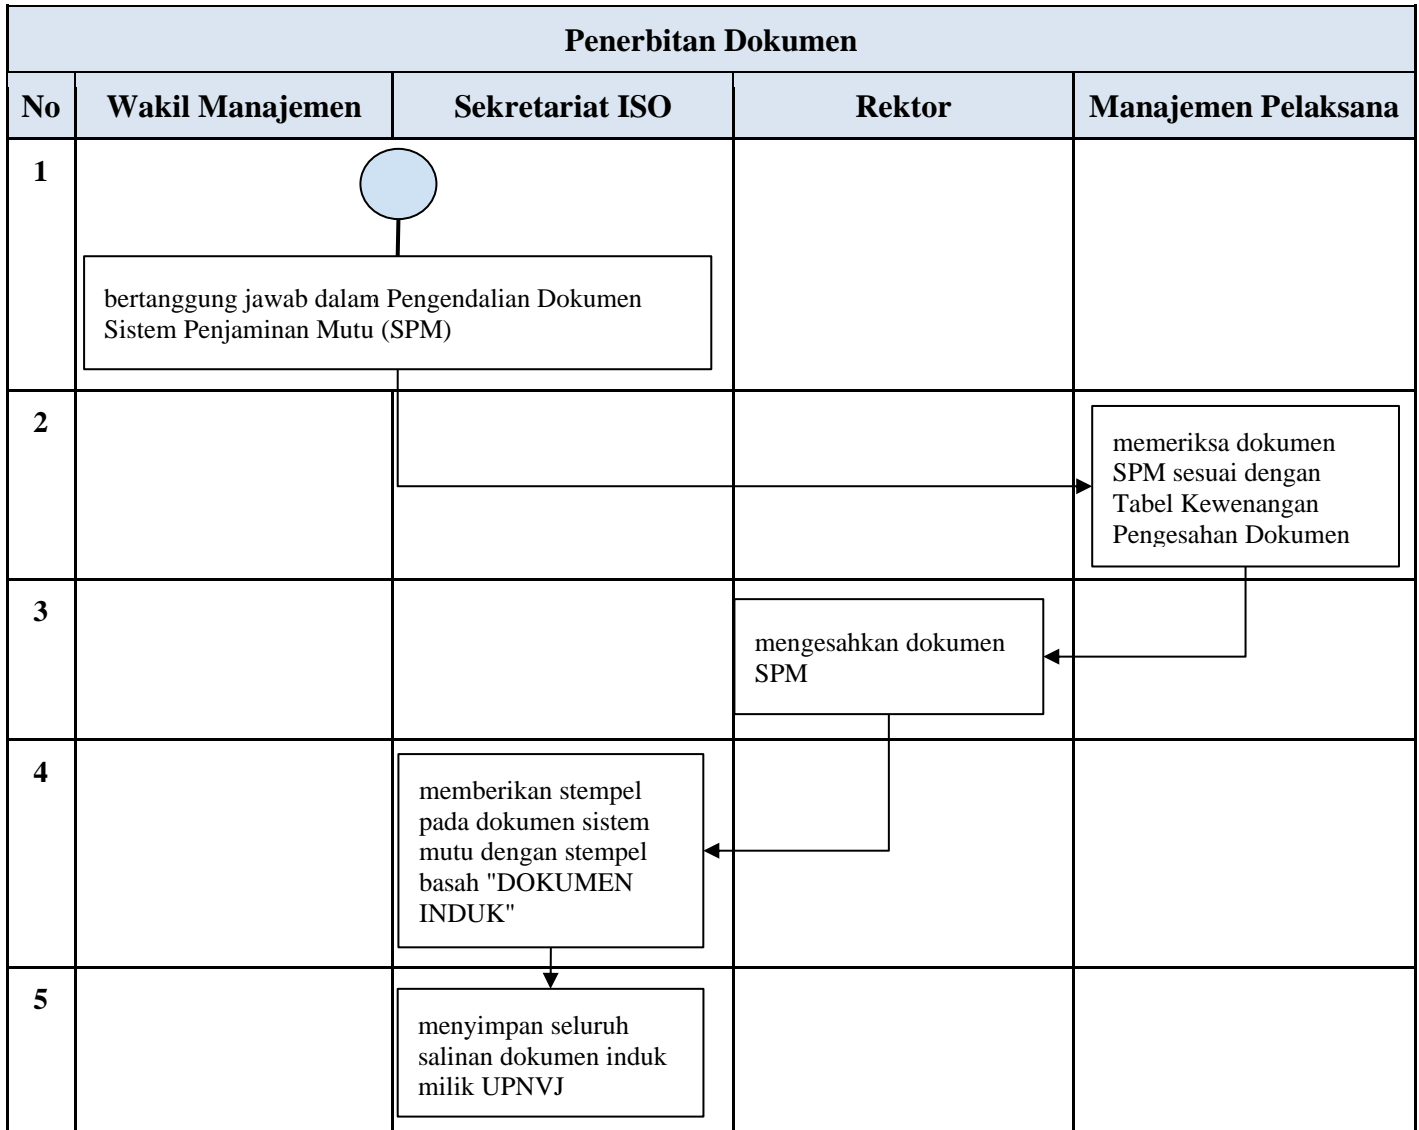 Penerbitan Dokumen
No
Wakil Manajemen
Sekretariat ISO
Rektor
Manajemen Pelaksana
1
bertanggung jawab dalam Pengendalian Dokumen
Sistem Penjaminan Mutu (SPM)
2
memeriksa dokumen
SPM sesuai dengan
Tabel Kewenangan
Pengesahan Dokumen
3
mengesahkan dokumen
SPM
4
memberikan stempel
pada dokumen sistem
mutu dengan stempel
basah "DOKUMEN
INDUK"
5
menyimpan seluruh
salinan dokumen induk
milik UPNVJ